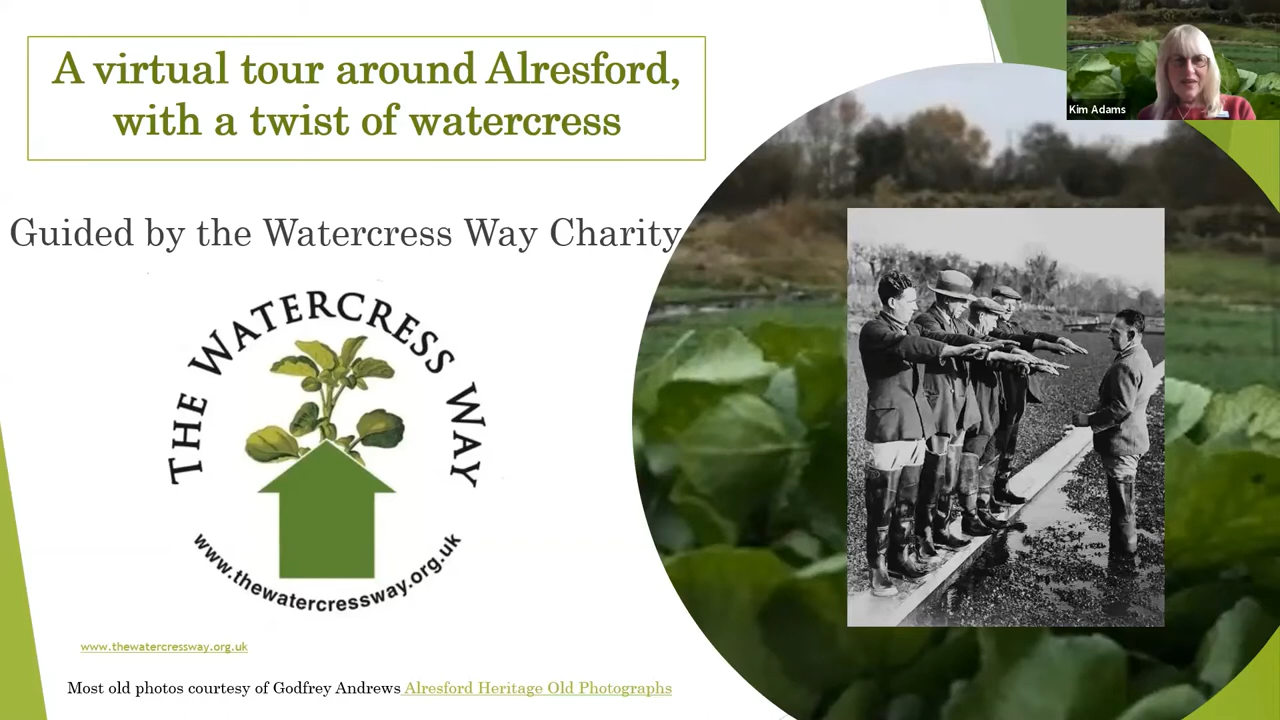 A virtual tour around Alresford,
with a twist of watercress
Kim Adams
Guided by the Watercress Way Charity
THE WATERCRESS WAY
www.thewatercressway.org.uk
www.thewatercressway.org.uk
Most old photos courtesy of Godfrey Andrews Alresford Heritage Old Photographs